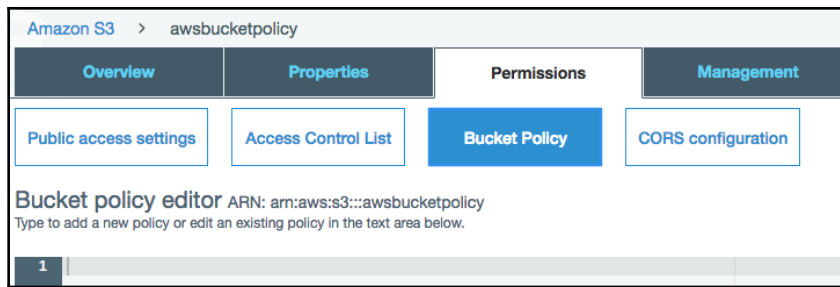 Amazon S3 > awsbucketpolicy
Overview Properties Permissions Management
Public access settings Access Control List Bucket Policy CORS configuration
Bucket policy editor ARN: arn:aws:s3:::awsbucketpolicy
Type to add a new policy or edit an existing policy in the text area below.
1